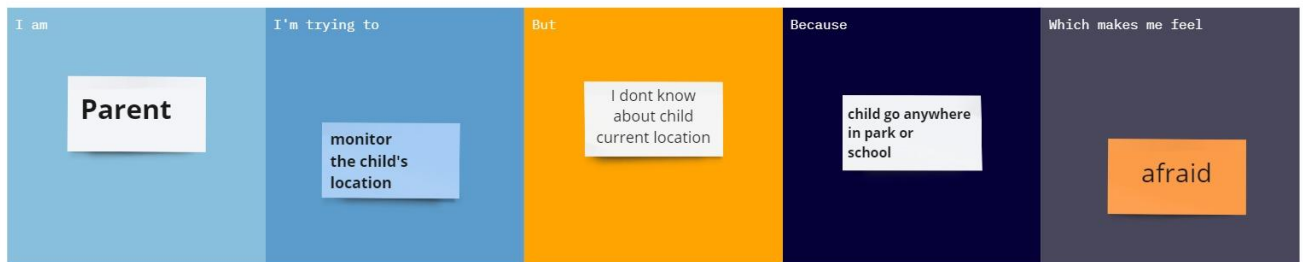 I am
Parent
I'm trying to
monitor
the child's
location
But
I dont know
about child
current location
Because
child go anywhere
in park or
school
Which makes me feel
afraid